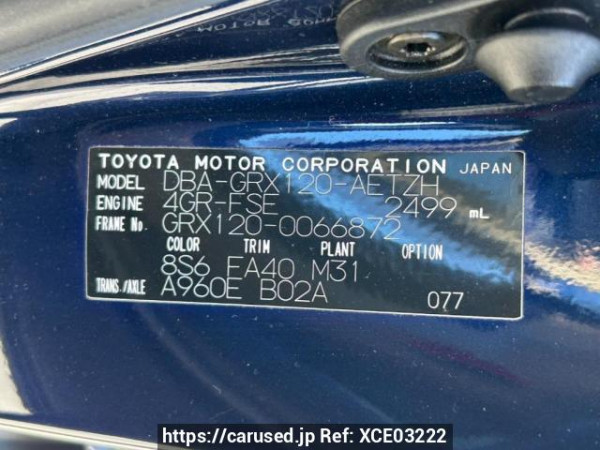 TOYOTA MOTOR CORPORATION JAPAN
MODEL DBA-GRX120-AETZH
ENGINE 4GR-FSE 2499 mL
FRAME No. GRX120-0066872
COLOR TRIM PLANT OPTION
8S6 FA40 M31
TRANS./AXLE A960E B02A 077
https://carused.jp Ref: XCE03222